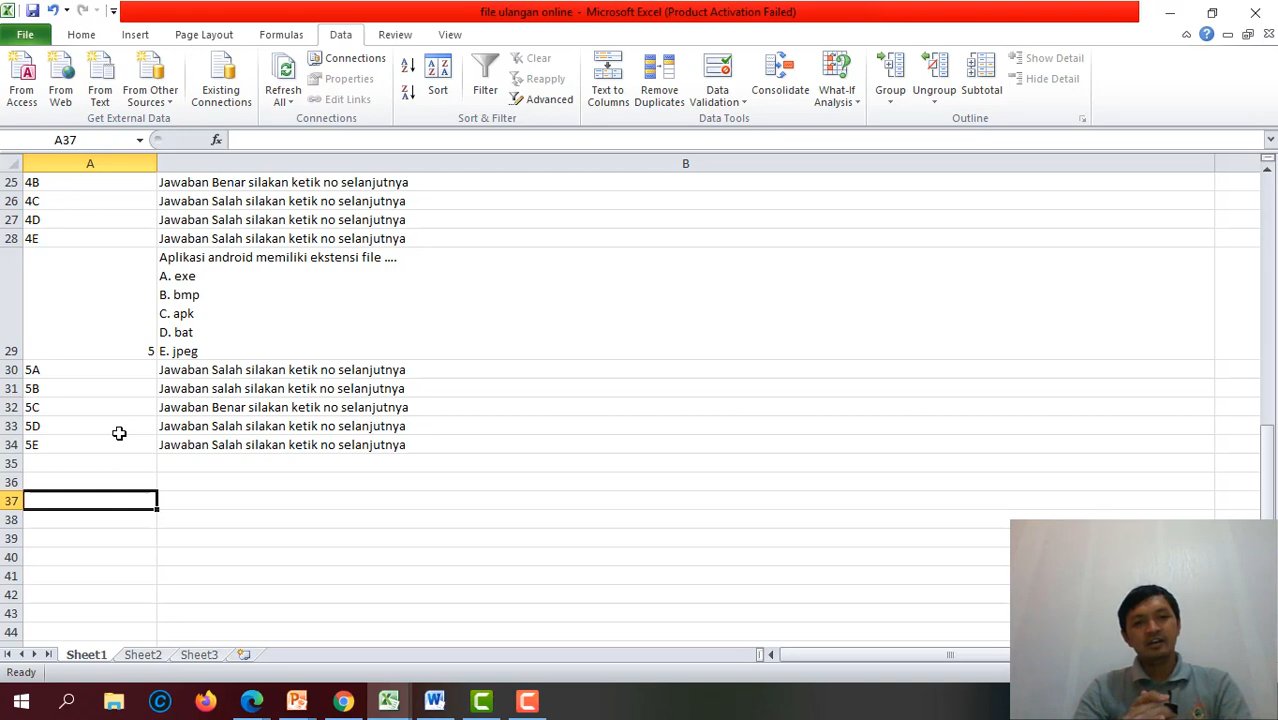 file ulangan online - Microsoft Excel (Product Activation Failed)
File Home Insert Page Layout Formulas Data Review View
From Access
From Web
From Text
From Other Sources
Existing Connections
Get External Data
Refresh All
Connections
Properties
Edit Links
Connections
Sort
Filter
Clear
Reapply
Advanced
Sort & Filter
Text to Columns
Remove Duplicates
Data Validation
Consolidate
What-If Analysis
Data Tools
Group
Ungroup
Subtotal
Show Detail
Hide Detail
Outline
A37 fx
A B
25 4B Jawaban Benar silakan ketik no selanjutnya
26 4C Jawaban Salah silakan ketik no selanjutnya
27 4D Jawaban Salah silakan ketik no selanjutnya
28 4E Jawaban Salah silakan ketik no selanjutnya
Aplikasi android memiliki ekstensi file ....
A. exe
B. bmp
C. apk
D. bat
29 5 E. jpeg
30 5A Jawaban Salah silakan ketik no selanjutnya
31 5B Jawaban salah silakan ketik no selanjutnya
32 5C Jawaban Benar silakan ketik no selanjutnya
33 5D Jawaban Salah silakan ketik no selanjutnya
34 5E Jawaban Salah silakan ketik no selanjutnya
35
36
37
38
39
40
41
42
43
44
Sheet1 Sheet2 Sheet3
Ready